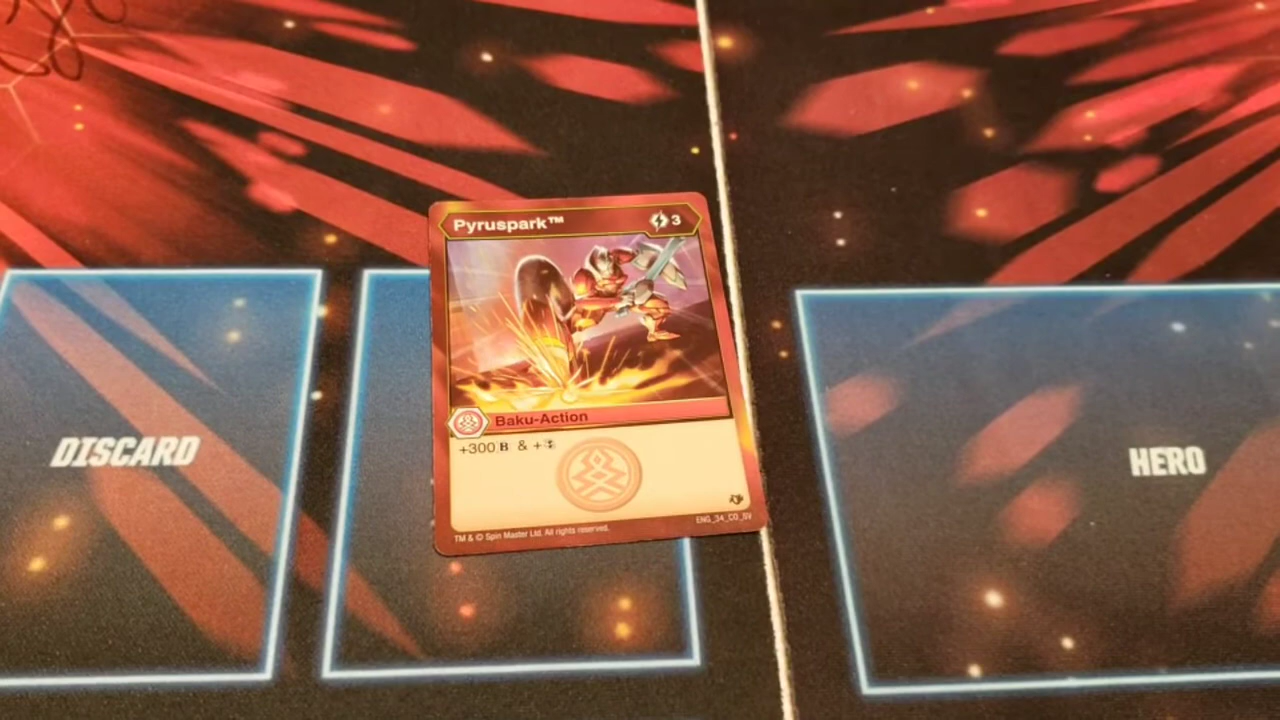 Pyruspark™ 3
Baku-Action
+300 B & +
DISCARD
HERO
TM & © Spin Master Ltd. All rights reserved.
ENG_34_CO_SV